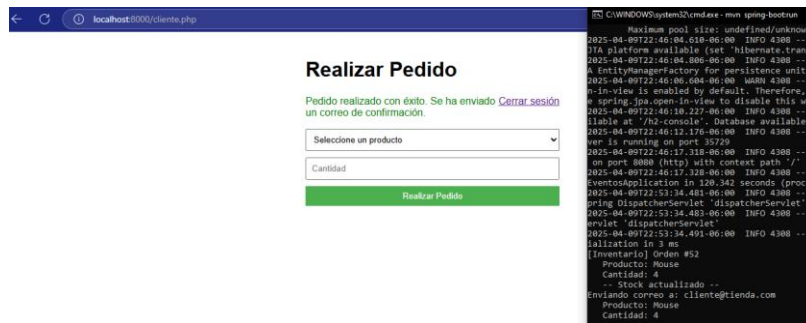 localhost:8000/cliente.php
Realizar Pedido
Pedido realizado con éxito. Se ha enviado Cerrar sesión
un correo de confirmación.
Seleccione un producto
Cantidad
Realizar Pedido
C:\WINDOWS\system32\cmd.exe - mvn spring-boot:run
Maximum pool size: undefined/unknow
2025-04-09T22:46:04.610-06:00 INFO 4308 --
JTA platform available (set 'hibernate.tran
2025-04-09T22:46:04.806-06:00 INFO 4308 --
A EntityManagerFactory for persistence unit
2025-04-09T22:46:06.604-06:00 WARN 4308 --
n-in-view is enabled by default. Therefore,
e spring.jpa.open-in-view to disable this w
2025-04-09T22:46:10.227-06:00 INFO 4308 --
ilable at '/h2-console'. Database available
2025-04-09T22:46:12.176-06:00 INFO 4308 --
ver is running on port 35729
2025-04-09T22:46:17.318-06:00 INFO 4308 --
on port 8080 (http) with context path '/'
2025-04-09T22:46:17.328-06:00 INFO 4308 --
EventosApplication in 120.342 seconds (proc
2025-04-09T22:53:34.481-06:00 INFO 4308 --
pring DispatcherServlet 'dispatcherServlet'
2025-04-09T22:53:34.483-06:00 INFO 4308 --
ervlet 'dispatcherServlet'
2025-04-09T22:53:34.491-06:00 INFO 4308 --
ialization in 3 ms
[Inventario] Orden #52
Producto: Mouse
Cantidad: 4
-- Stock actualizado --
Enviando correo a: cliente@tienda.com
Producto: Mouse
Cantidad: 4